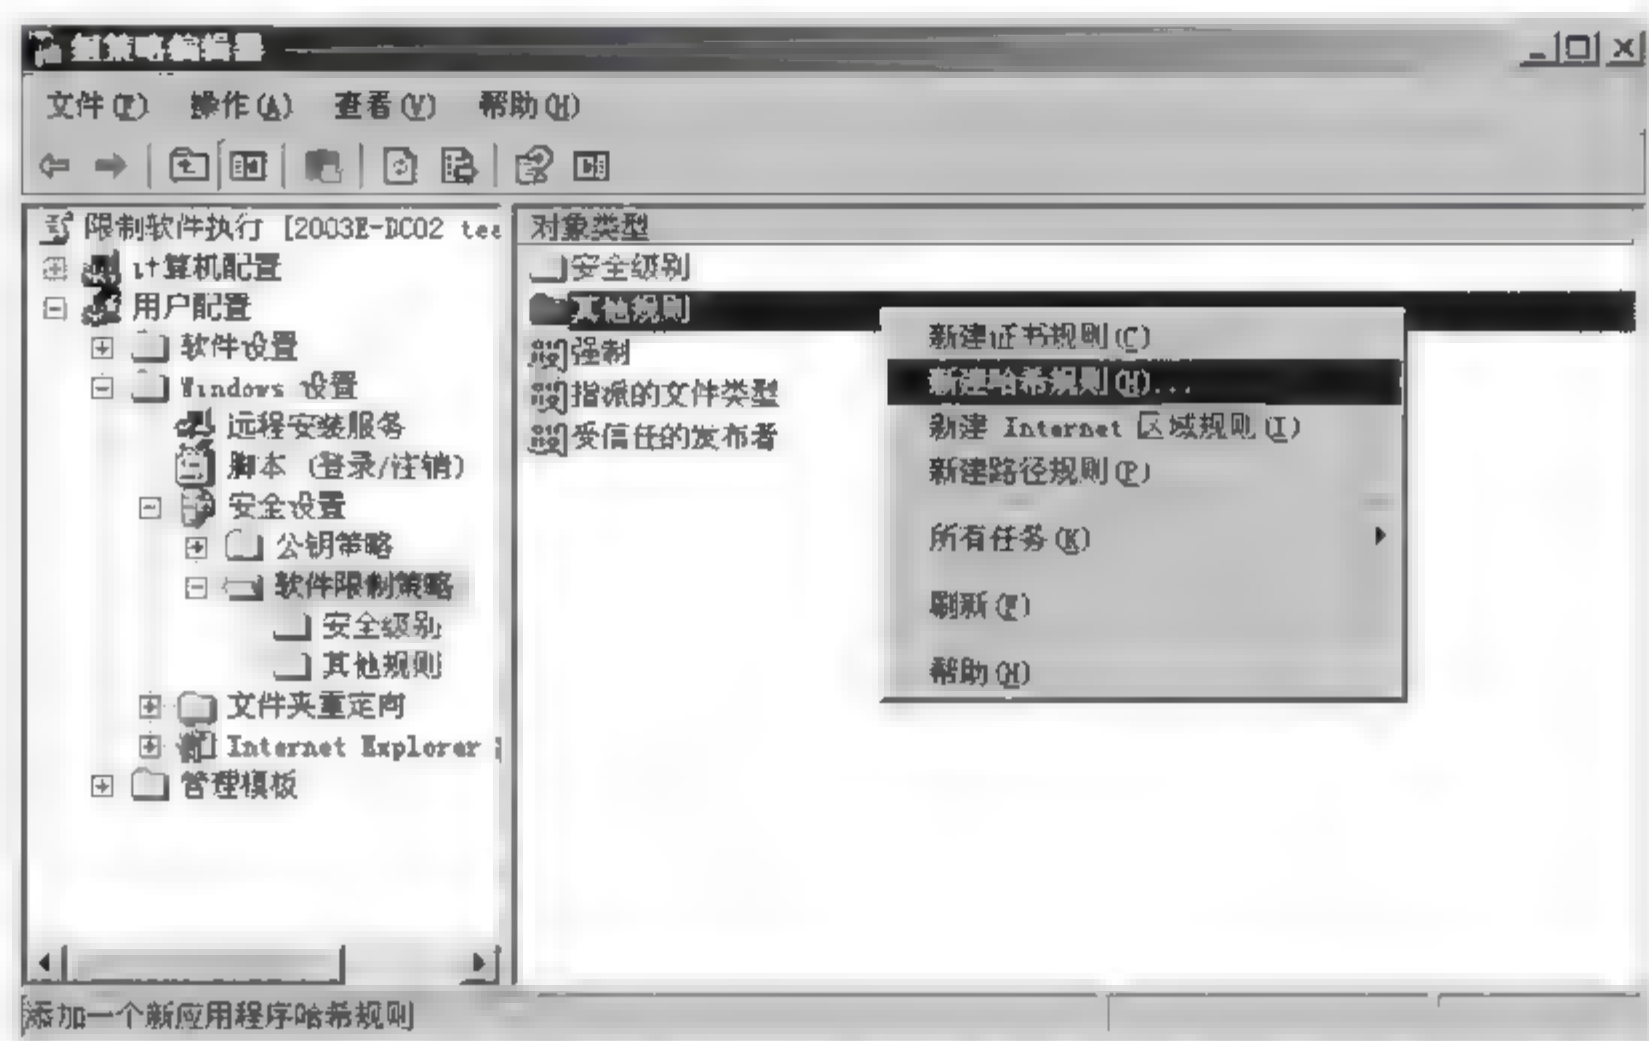 组策略编辑器
文件(F) 操作(A) 查看(V) 帮助(H)
限制软件执行 [2003E-DC02 tes
计算机配置
用户配置
软件设置
Windows 设置
远程安装服务
脚本 (登录/注销)
安全设置
公钥策略
软件限制策略
安全级别
其他规则
文件夹重定向
Internet Explorer
管理模板
对象类型
安全级别
其他规则
强制
指派的文件类型
受信任的发布者
新建证书规则(C)
新建哈希规则(H)...
新建 Internet 区域规则(I)
新建路径规则(P)
所有任务(K)
刷新(F)
帮助(H)
添加一个新应用程序哈希规则